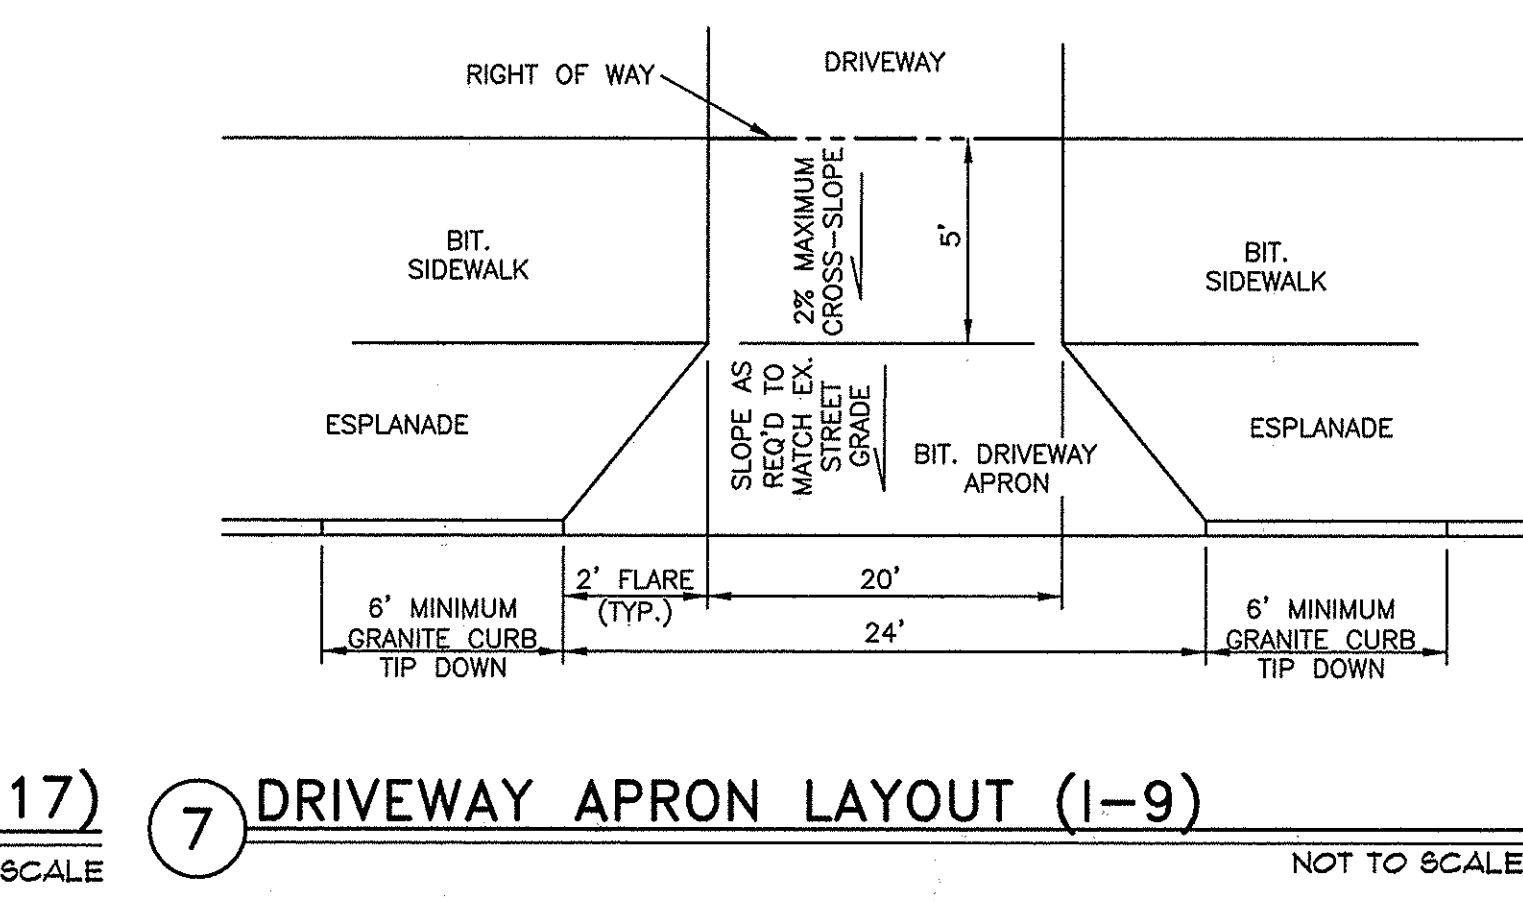 DRIVEWAY
RIGHT OF WAY
2% MAXIMUM
CROSS-SLOPE
5'
BIT.
SIDEWALK
BIT.
SIDEWALK
SLOPE AS
REQ'D TO
MATCH EX.
STREET
GRADE
ESPLANADE
BIT. DRIVEWAY
APRON
ESPLANADE
2' FLARE
(TYP.)
20'
6' MINIMUM
GRANITE CURB
TIP DOWN
24'
6' MINIMUM
GRANITE CURB
TIP DOWN
17)
SCALE
7
DRIVEWAY APRON LAYOUT (I-9)
NOT TO SCALE